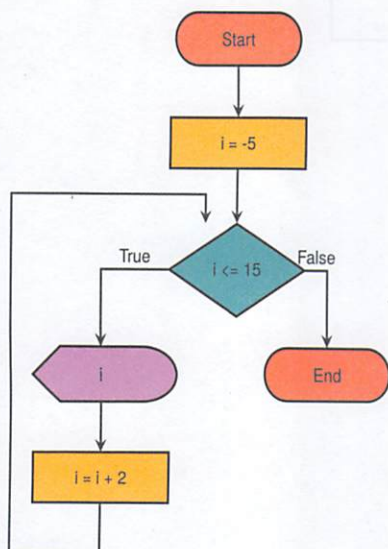 Start
i = -5
i <= 15
True
False
i
End
i = i + 2